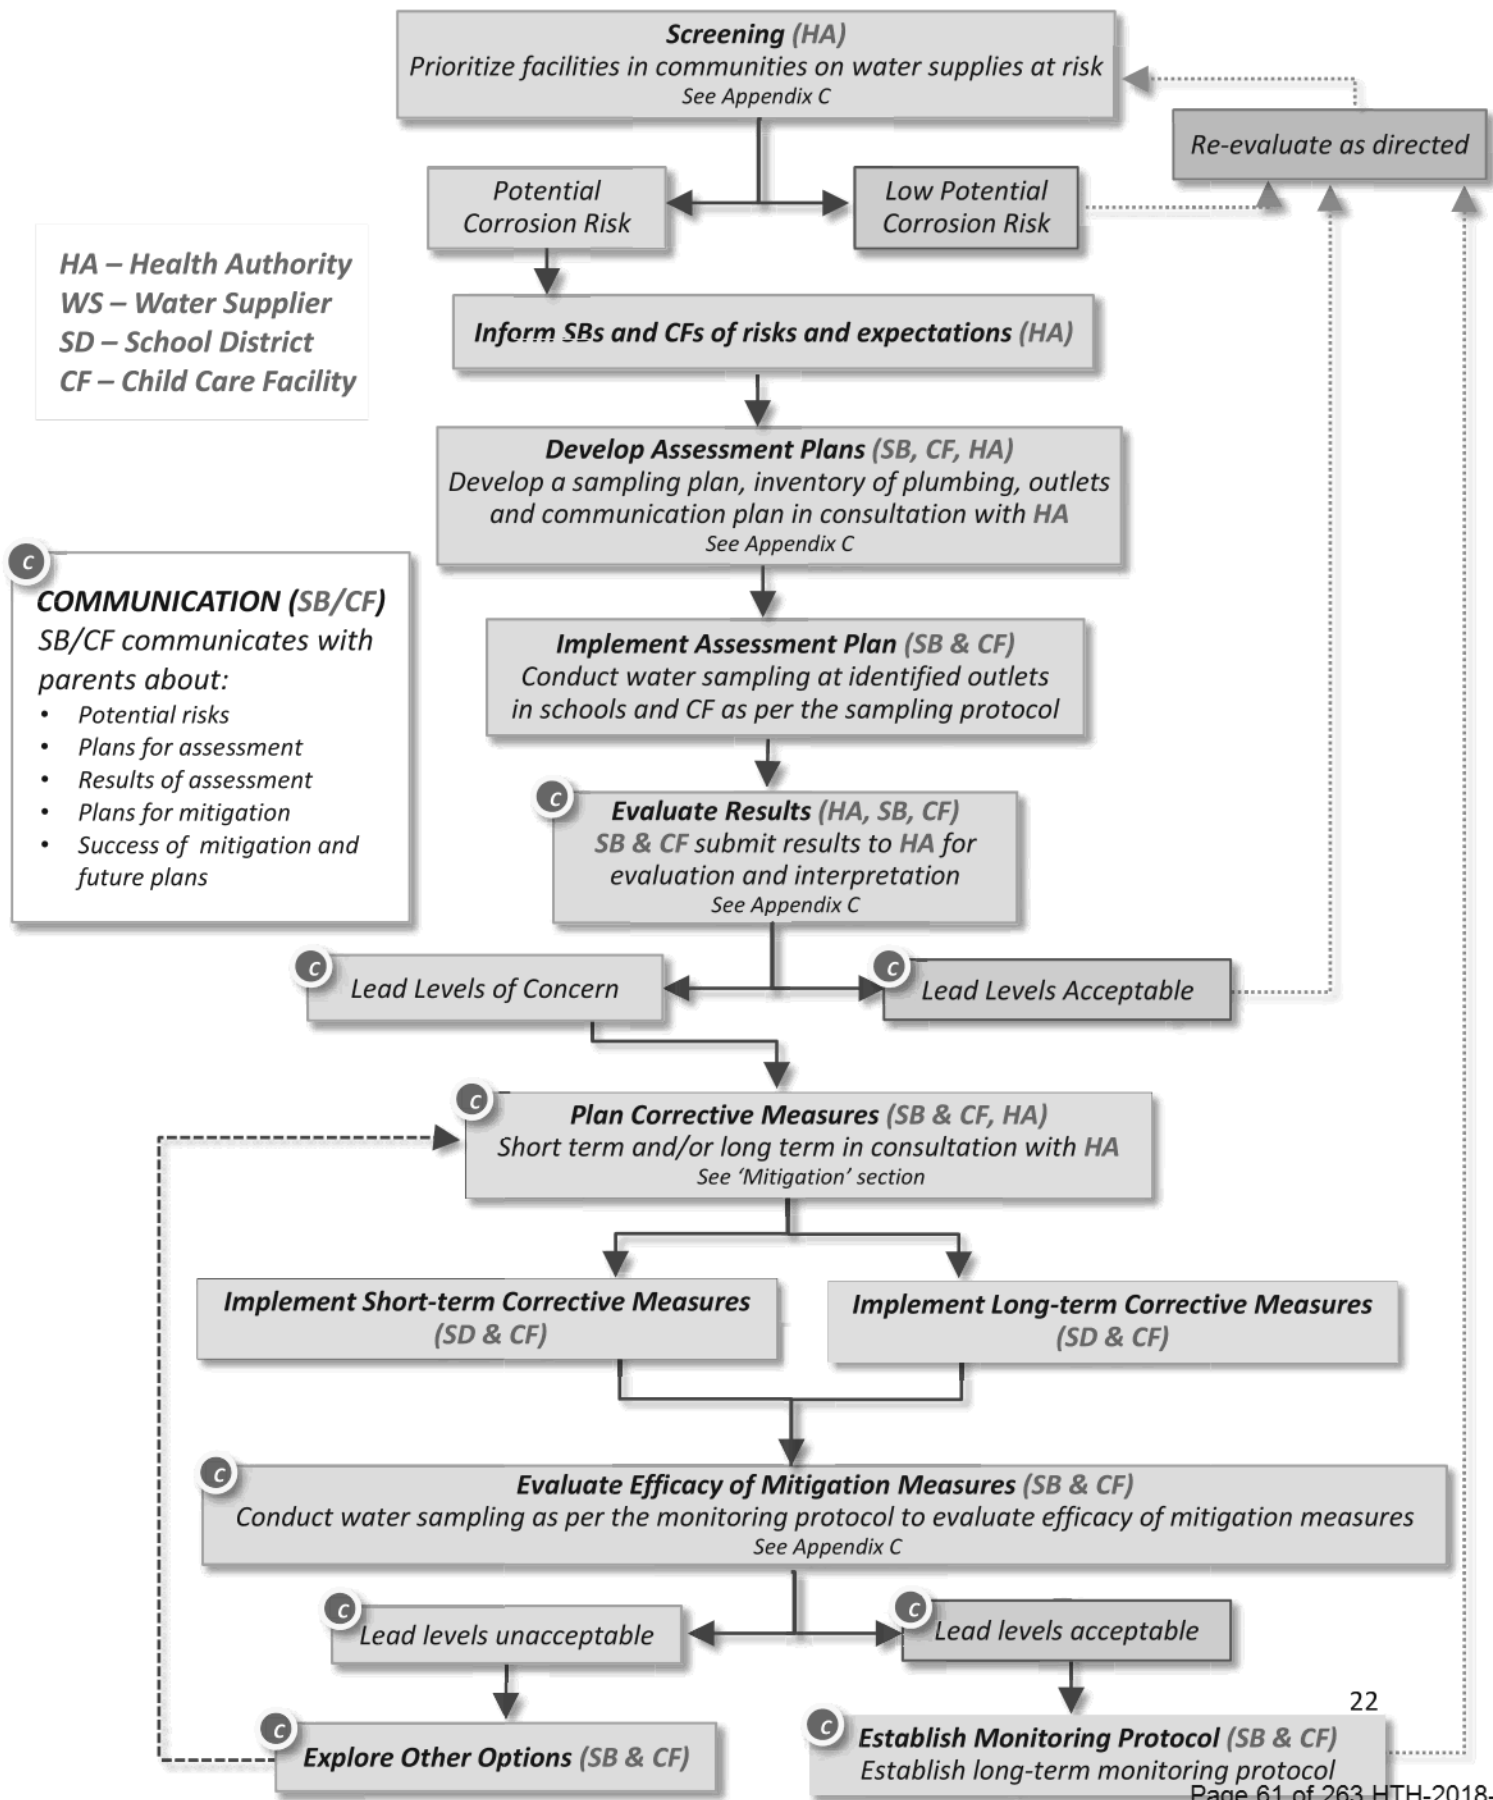 Screening (HA)
Prioritize facilities in communities on water supplies at risk
See Appendix C
Re-evaluate as directed
Potential
Corrosion Risk
Low Potential
Corrosion Risk
HA – Health Authority
WS – Water Supplier
SD – School District
CF – Child Care Facility
Inform SBs and CFs of risks and expectations (HA)
Develop Assessment Plans (SB, CF, HA)
Develop a sampling plan, inventory of plumbing, outlets
and communication plan in consultation with HA
See Appendix C
c
COMMUNICATION (SB/CF)
SB/CF communicates with
parents about:
• Potential risks
• Plans for assessment
• Results of assessment
• Plans for mitigation
• Success of mitigation and
future plans
Implement Assessment Plan (SB & CF)
Conduct water sampling at identified outlets
in schools and CF as per the sampling protocol
c
Evaluate Results (HA, SB, CF)
SB & CF submit results to HA for
evaluation and interpretation
See Appendix C
c
Lead Levels of Concern
c
Lead Levels Acceptable
c
Plan Corrective Measures (SB & CF, HA)
Short term and/or long term in consultation with HA
See ‘Mitigation’ section
Implement Short-term Corrective Measures
(SD & CF)
Implement Long-term Corrective Measures
(SD & CF)
c
Evaluate Efficacy of Mitigation Measures (SB & CF)
Conduct water sampling as per the monitoring protocol to evaluate efficacy of mitigation measures
See Appendix C
c
Lead levels unacceptable
c
Lead levels acceptable
c
Explore Other Options (SB & CF)
22
c
Establish Monitoring Protocol (SB & CF)
Establish long-term monitoring protocol
Page 61 of 263 HTH-2018-